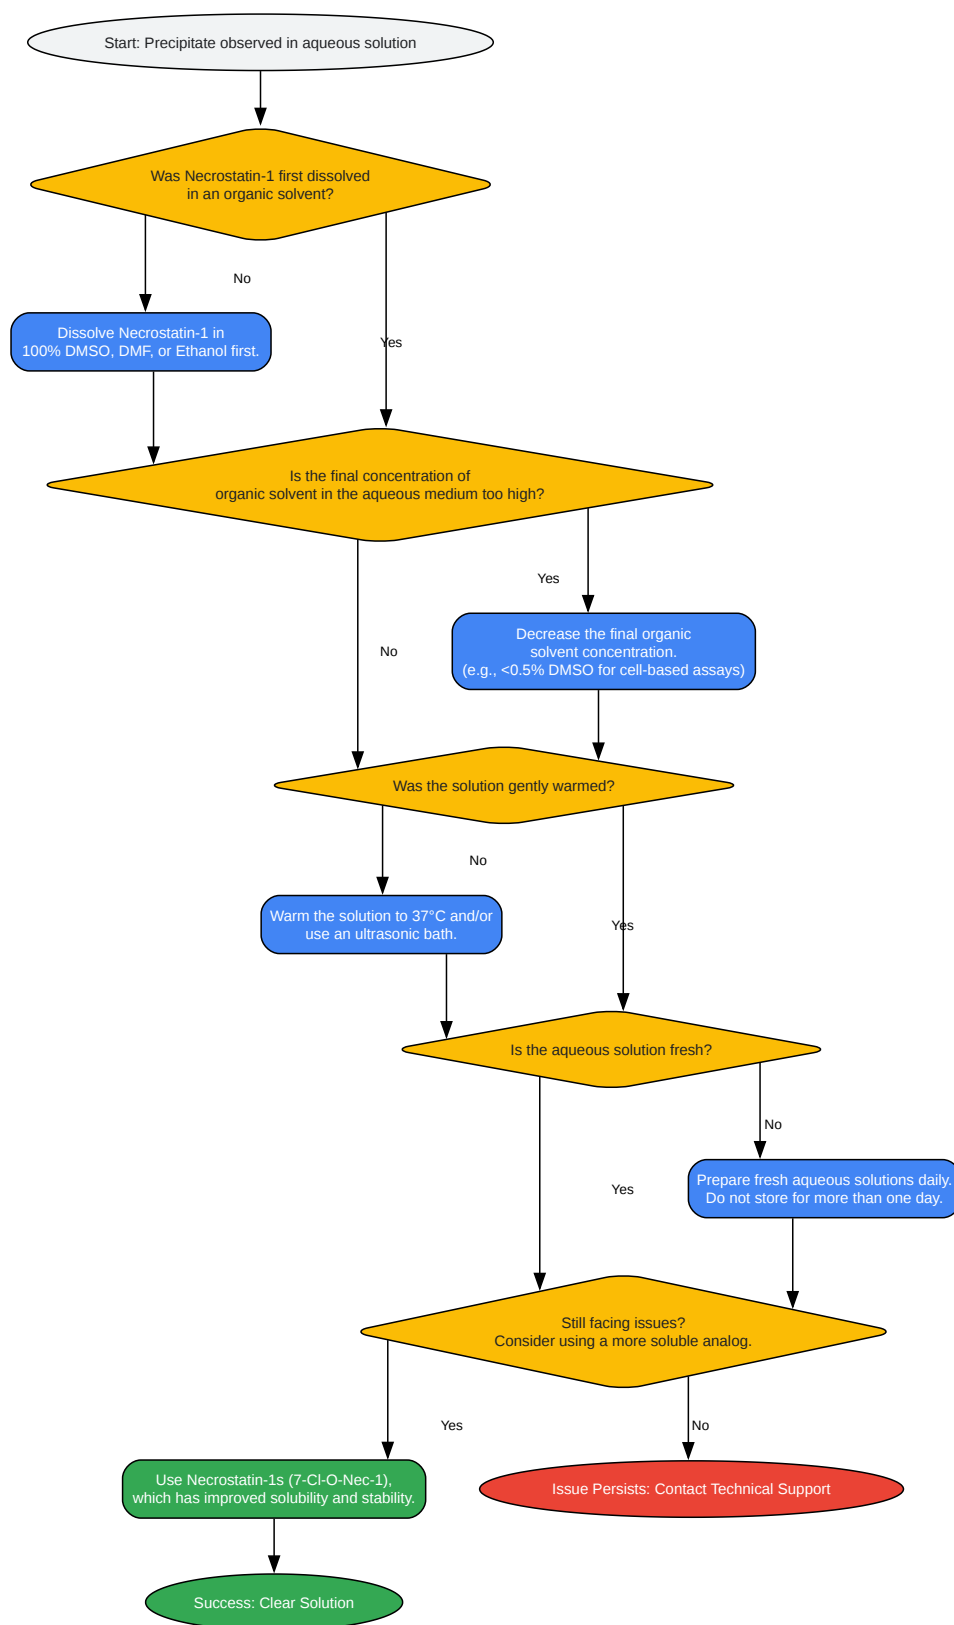 Start: Precipitate observed in aqueous solution
Was Necrostatin-1 first dissolved
in an organic solvent?
No
Dissolve Necrostatin-1 in
100% DMSO, DMF, or Ethanol first.
Yes
Is the final concentration of
organic solvent in the aqueous medium too high?
Yes
Decrease the final organic
solvent concentration.
(e.g., <0.5% DMSO for cell-based assays)
No
Was the solution gently warmed?
No
Warm the solution to 37°C and/or
use an ultrasonic bath.
Yes
Is the aqueous solution fresh?
No
Prepare fresh aqueous solutions daily.
Do not store for more than one day.
Yes
Still facing issues?
Consider using a more soluble analog.
Yes
No
Use Necrostatin-1s (7-Cl-O-Nec-1),
which has improved solubility and stability.
Issue Persists: Contact Technical Support
Success: Clear Solution